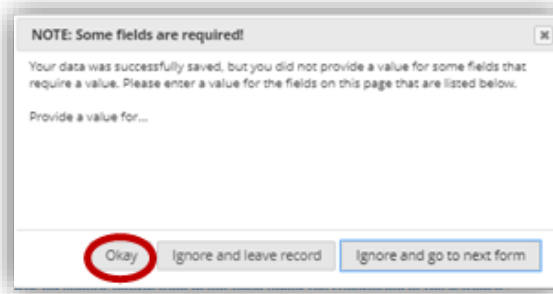 NOTE: Some fields are required!
Your data was successfully saved, but you did not provide a value for some fields that
require a value. Please enter a value for the fields on this page that are listed below.
Provide a value for...
Okay Ignore and leave record Ignore and go to next form